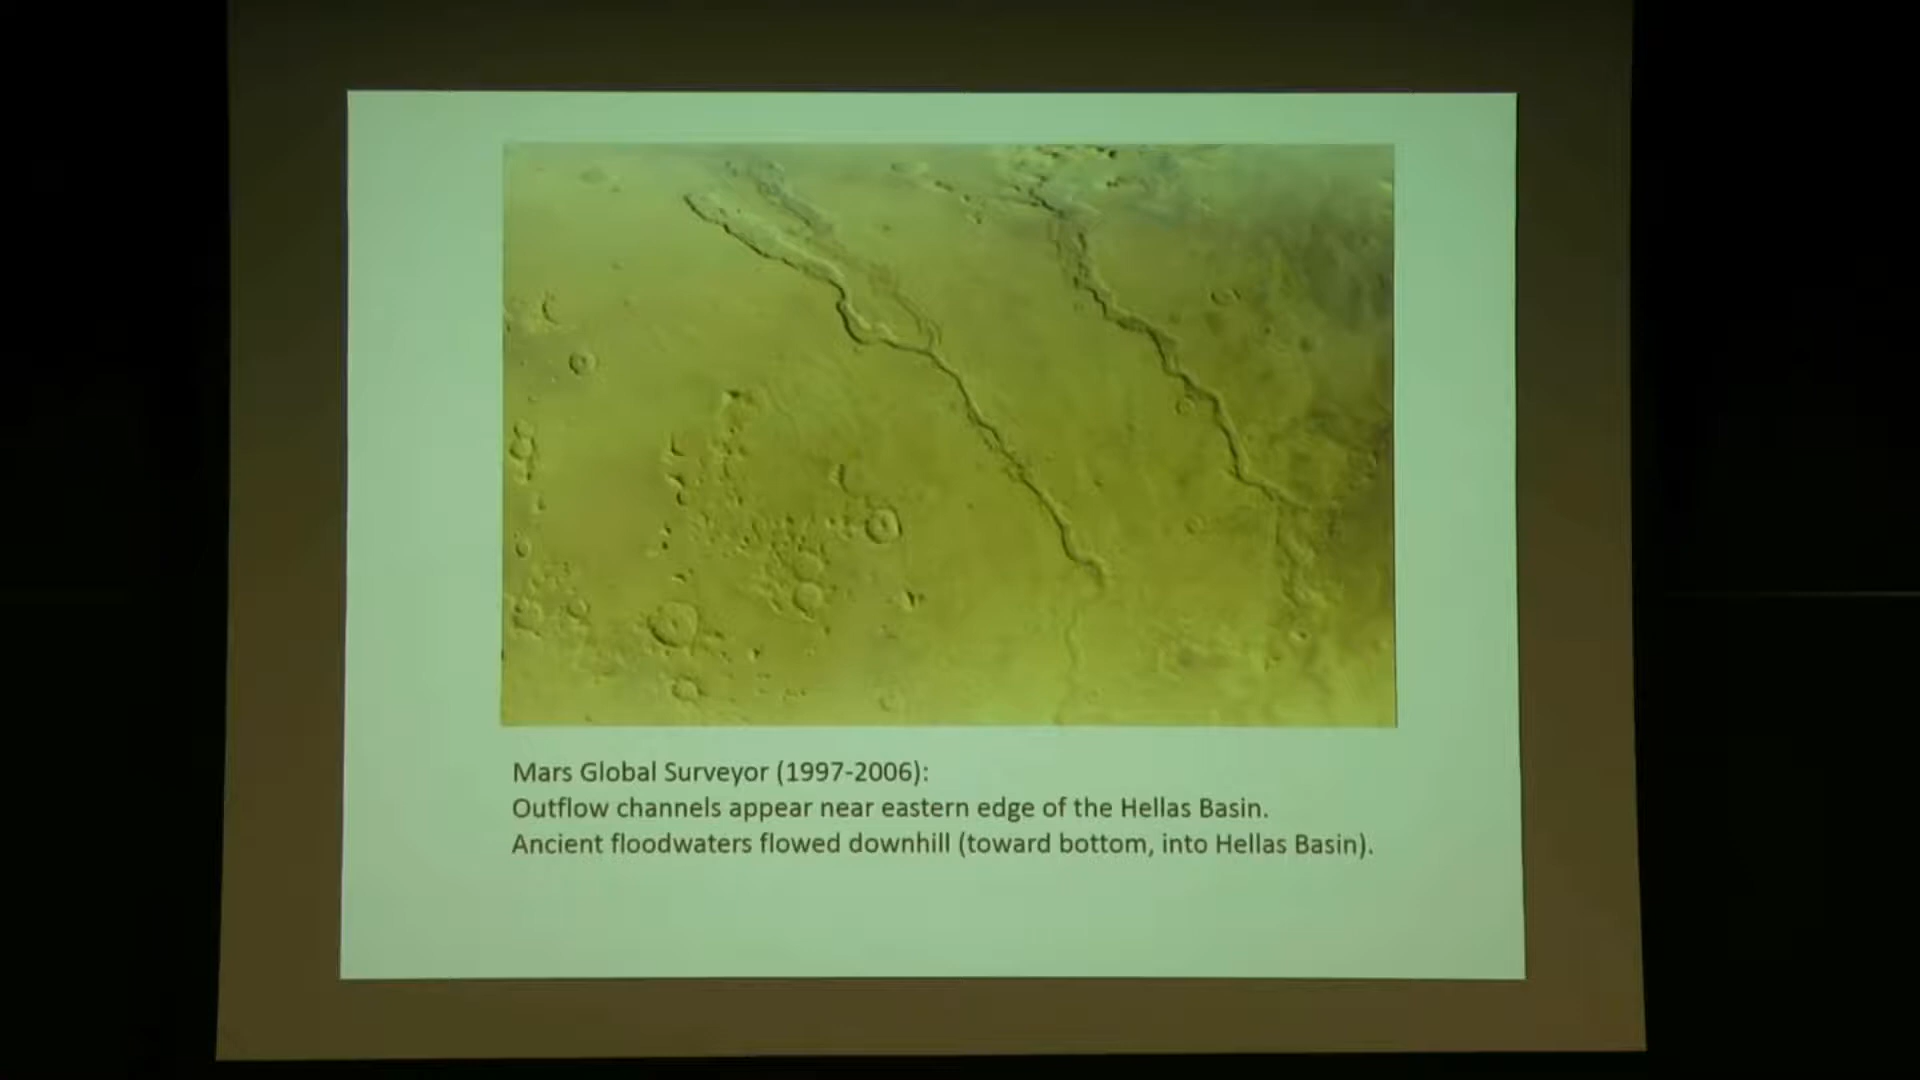 Mars Global Surveyor (1997-2006):
Outflow channels appear near eastern edge of the Hellas Basin.
Ancient floodwaters flowed downhill (toward bottom, into Hellas Basin).